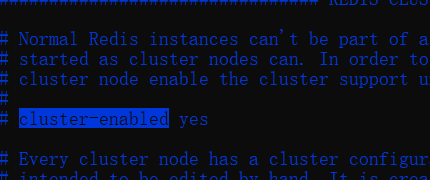 ################################ REDIS CLUS
# Normal Redis instances can't be part of a
# started as cluster nodes can. In order to
# cluster node enable the cluster support u
#
# cluster-enabled yes
# Every cluster node has a cluster configur
# intended to be edited by hand. It is crea